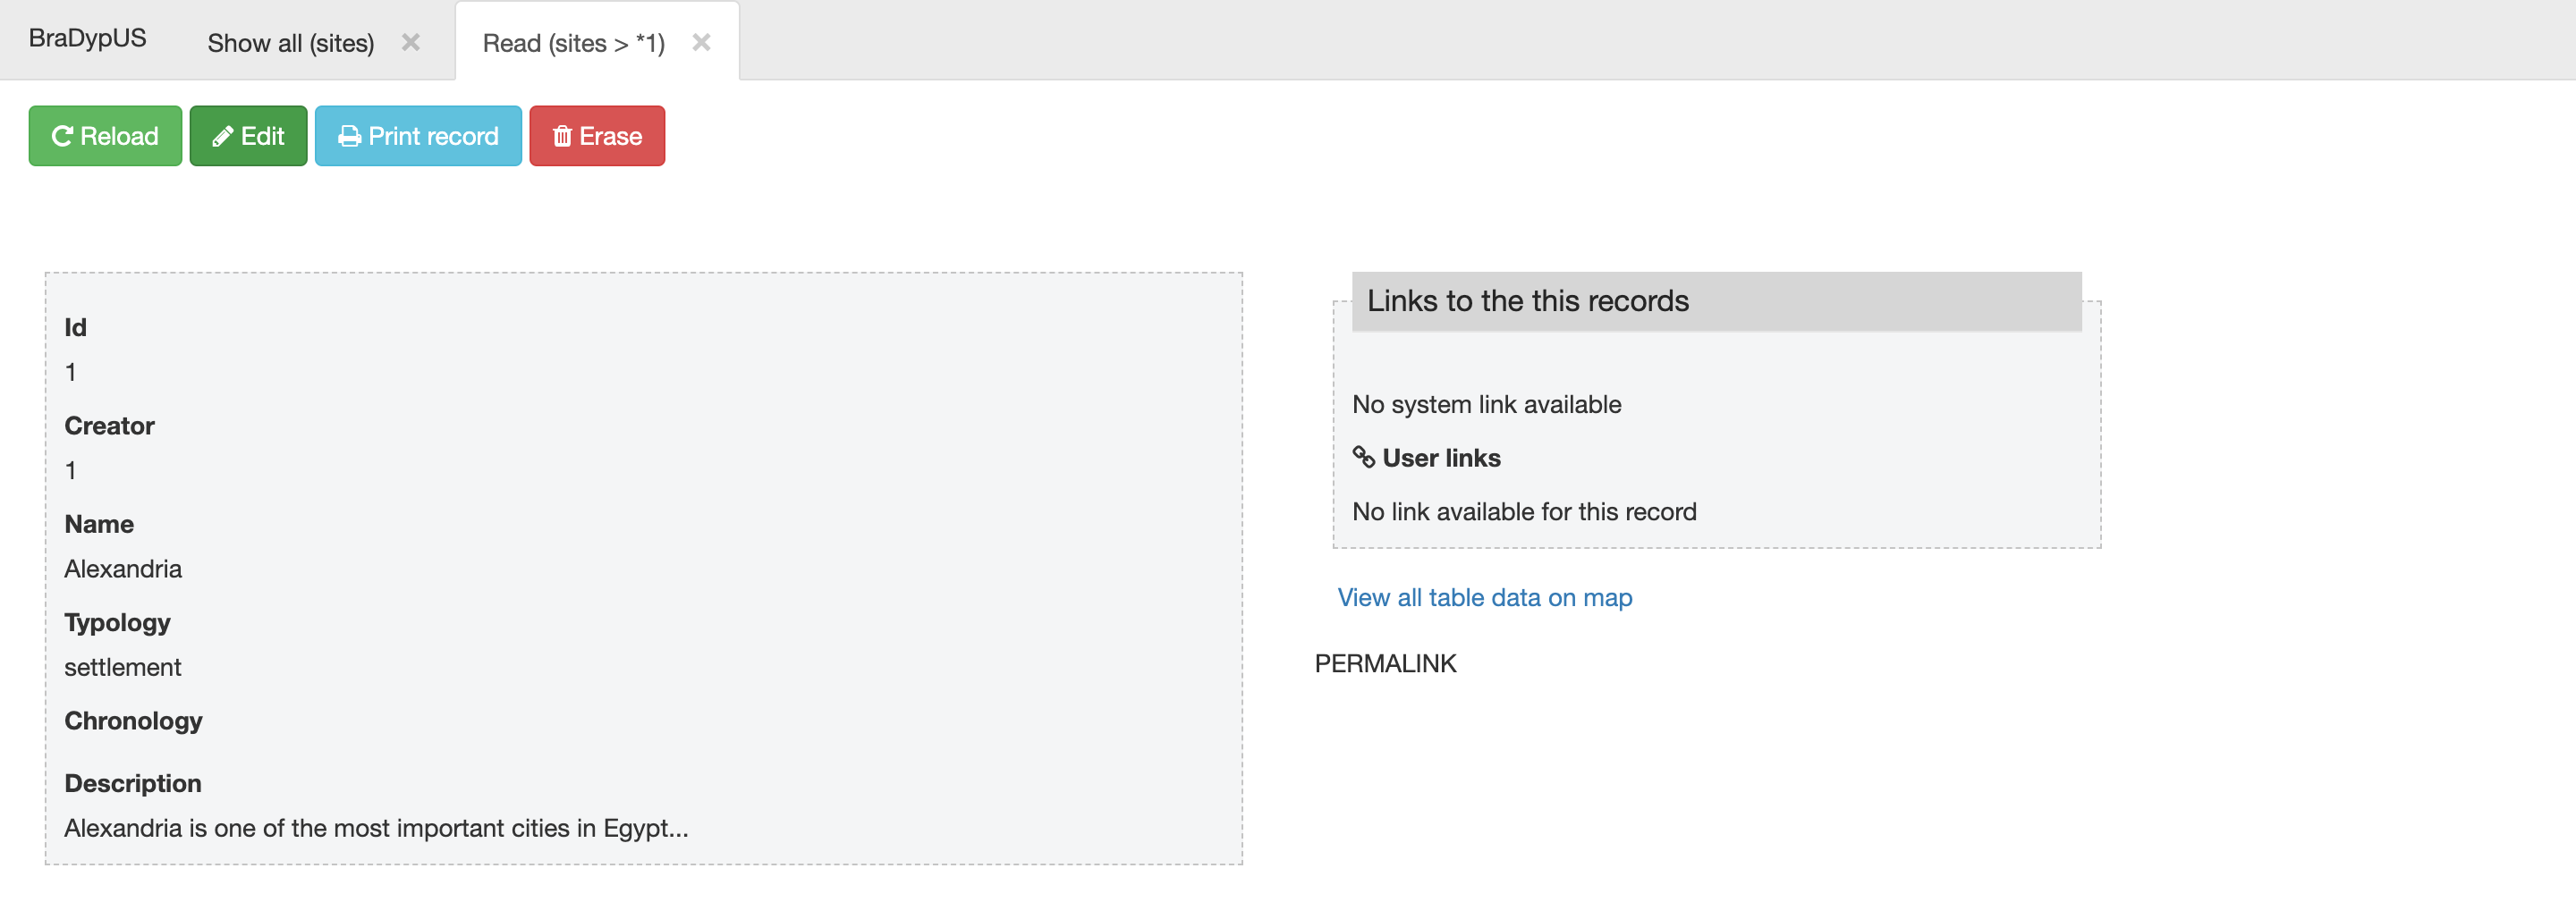 BraDypUS
Show all (sites) ×
Read (sites > *1) ×
Reload
Edit
Print record
Erase
Id
1
Creator
1
Name
Alexandria
Typology
settlement
Chronology
Description
Alexandria is one of the most important cities in Egypt...
Links to the this records
No system link available
User links
No link available for this record
View all table data on map
PERMALINK